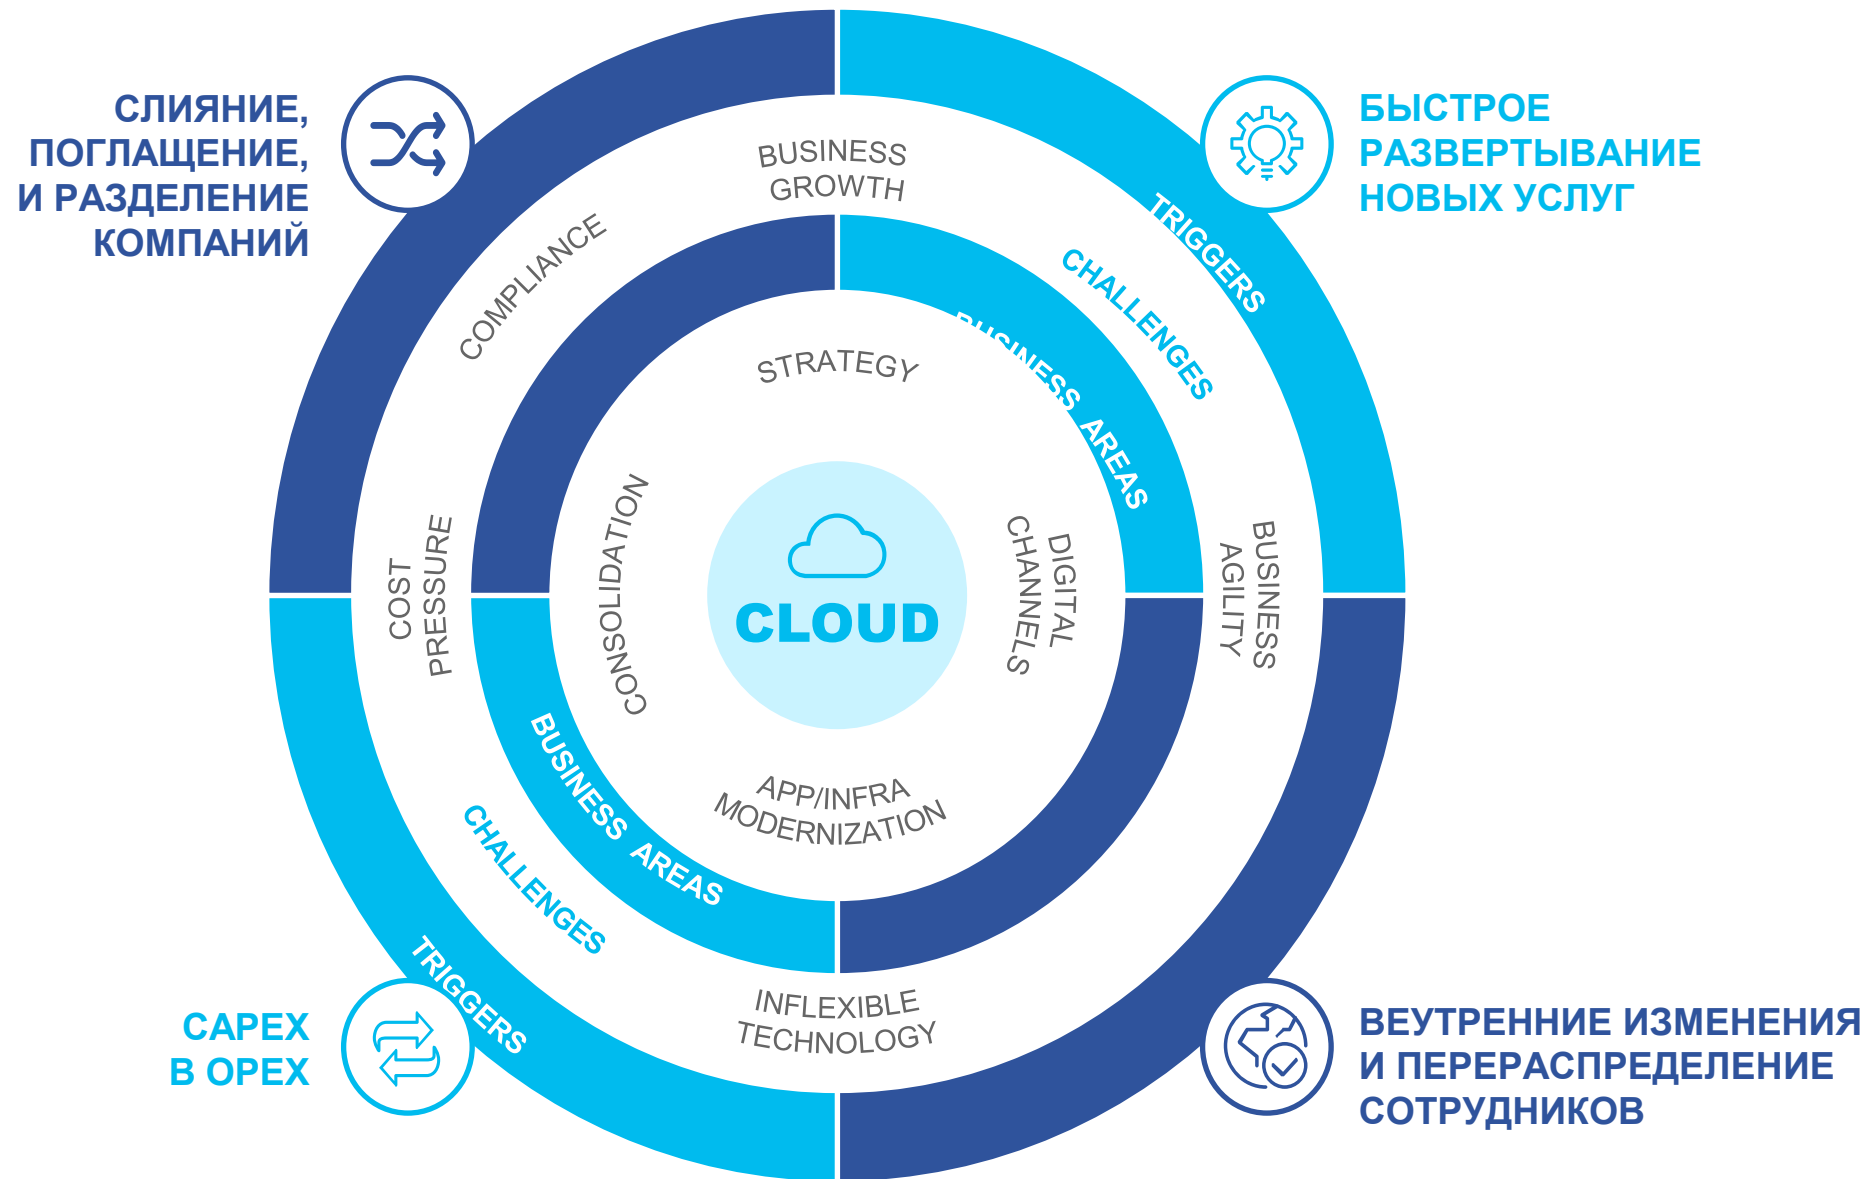 СЛИЯНИЕ,
ПОГЛАЩЕНИЕ,
И РАЗДЕЛЕНИЕ
КОМПАНИЙ
БЫСТРОЕ
РАЗВЕРТЫВАНИЕ
НОВЫХ УСЛУГ
BUSINESS
GROWTH
TRIGGERS
CHALLENGES
COMPLIANCE
BUSINESS AREAS
STRATEGY
COST
PRESSURE
CONSOLIDATION
CLOUD
DIGITAL
CHANNELS
BUSINESS
AGILITY
APP/INFRA
MODERNIZATION
BUSINESS AREAS
CHALLENGES
TRIGGERS
INFLEXIBLE
TECHNOLOGY
CAPEX
В OPEX
ВЕУТРЕННИЕ ИЗМЕНЕНИЯ
И ПЕРЕРАСПРЕДЕЛЕНИЕ
СОТРУДНИКОВ